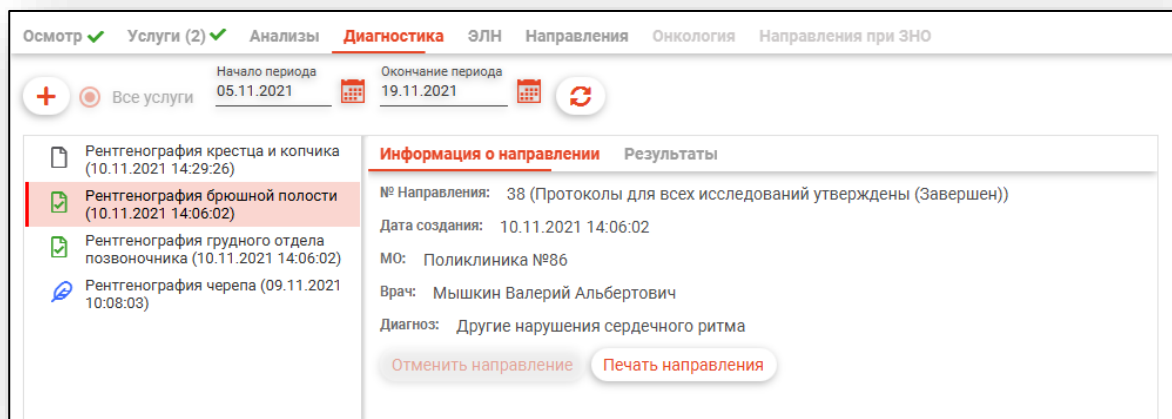 Осмотр Услуги (2) Анализы Диагностика ЭЛН Направления Онкология Направления при ЗНО
Начало периода Окончание периода
Все услуги 05.11.2021 19.11.2021
Рентгенография крестца и копчика
(10.11.2021 14:29:26)
Рентгенография брюшной полости
(10.11.2021 14:06:02)
Рентгенография грудного отдела
позвоночника (10.11.2021 14:06:02)
Рентгенография черепа (09.11.2021
10:08:03)
Информация о направлении Результаты
№ Направления: 38 (Протоколы для всех исследований утверждены (Завершен))
Дата создания: 10.11.2021 14:06:02
МО: Поликлиника №86
Врач: Мышкин Валерий Альбертович
Диагноз: Другие нарушения сердечного ритма
Отменить направление Печать направления